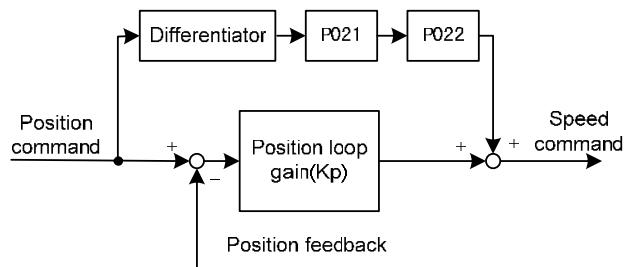 Differentiator
P021
P022
Position
command
+
−
Position loop
gain(Kp)
+
+
Speed
command
Position feedback